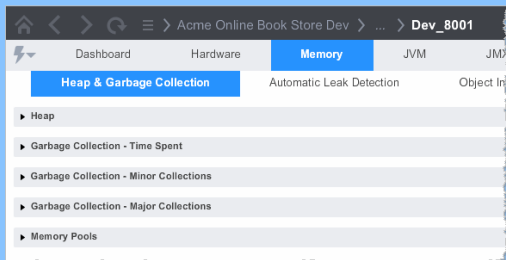 Acme Online Book Store Dev ... Dev_8001
Dashboard Hardware Memory JVM
Heap & Garbage Collection Automatic Leak Detection Object
Heap
Garbage Collection - Time Spent
Garbage Collection - Minor Collections
Garbage Collection - Major Collections
Memory Pools